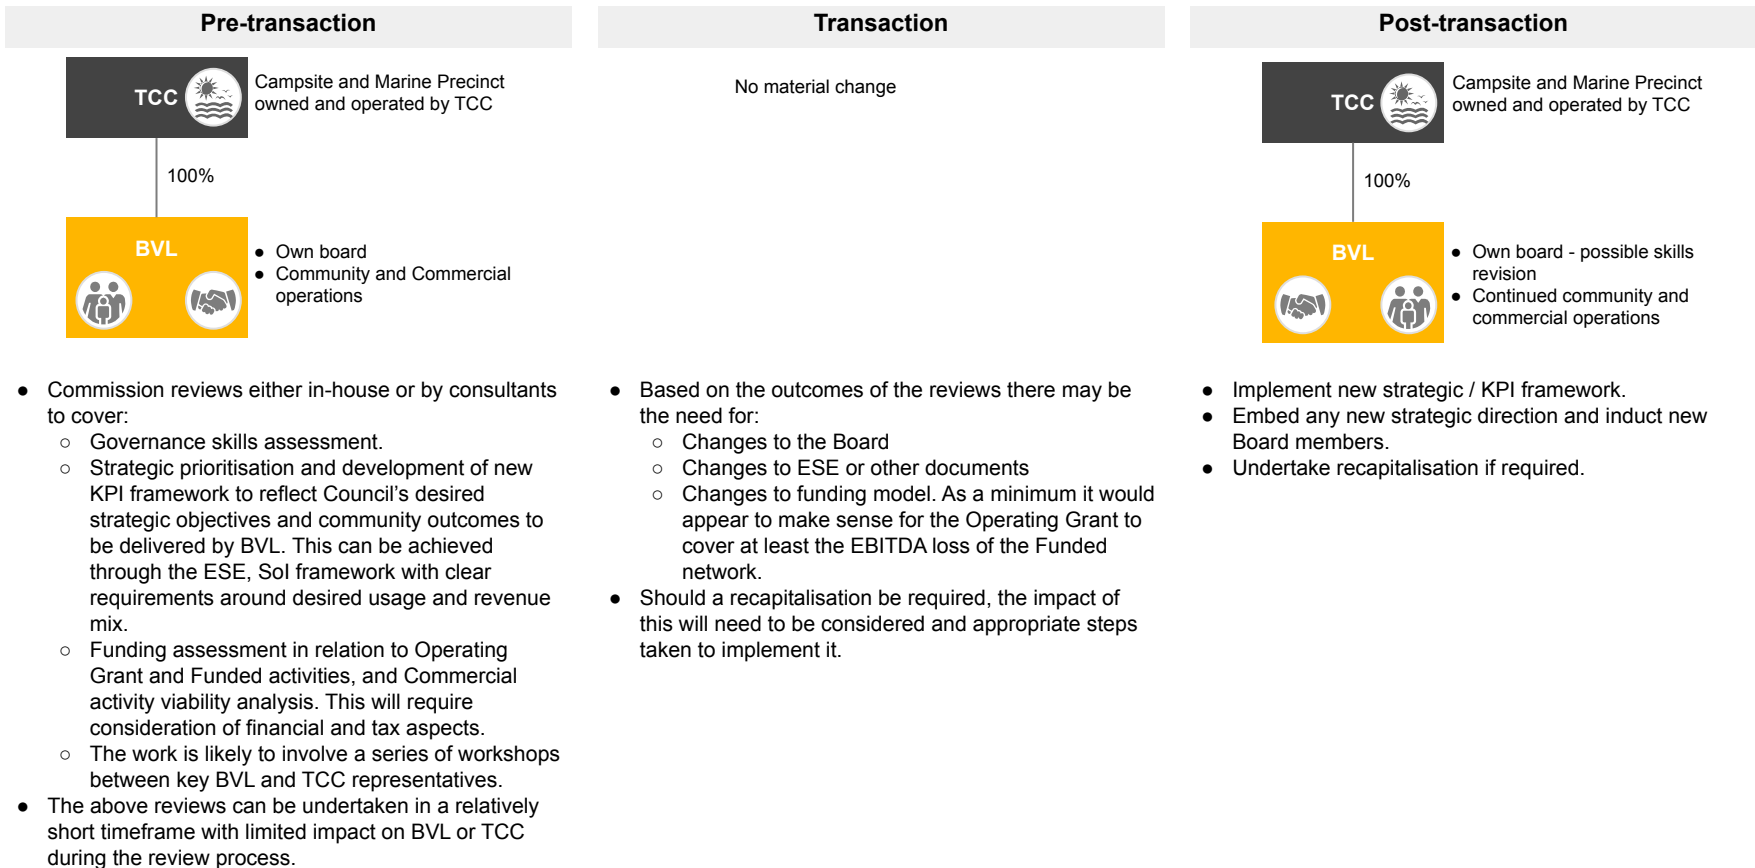 Pre-transaction
TCC
Campsite and Marine Precinct
owned and operated by TCC
100%
BVL
● Own board
● Community and Commercial
operations
● Commission reviews either in-house or by consultants
to cover:
○ Governance skills assessment.
○ Strategic prioritisation and development of new
KPI framework to reflect Council’s desired
strategic objectives and community outcomes to
be delivered by BVL. This can be achieved
through the ESE, SoI framework with clear
requirements around desired usage and revenue
mix.
○ Funding assessment in relation to Operating
Grant and Funded activities, and Commercial
activity viability analysis. This will require
consideration of financial and tax aspects.
○ The work is likely to involve a series of workshops
between key BVL and TCC representatives.
● The above reviews can be undertaken in a relatively
short timeframe with limited impact on BVL or TCC
during the review process.
Transaction
No material change
● Based on the outcomes of the reviews there may be
the need for:
○ Changes to the Board
○ Changes to ESE or other documents
○ Changes to funding model. As a minimum it would
appear to make sense for the Operating Grant to
cover at least the EBITDA loss of the Funded
network.
● Should a recapitalisation be required, the impact of
this will need to be considered and appropriate steps
taken to implement it.
Post-transaction
TCC
Campsite and Marine Precinct
owned and operated by TCC
100%
BVL
● Own board - possible skills
revision
● Continued community and
commercial operations
● Implement new strategic / KPI framework.
● Embed any new strategic direction and induct new
Board members.
● Undertake recapitalisation if required.